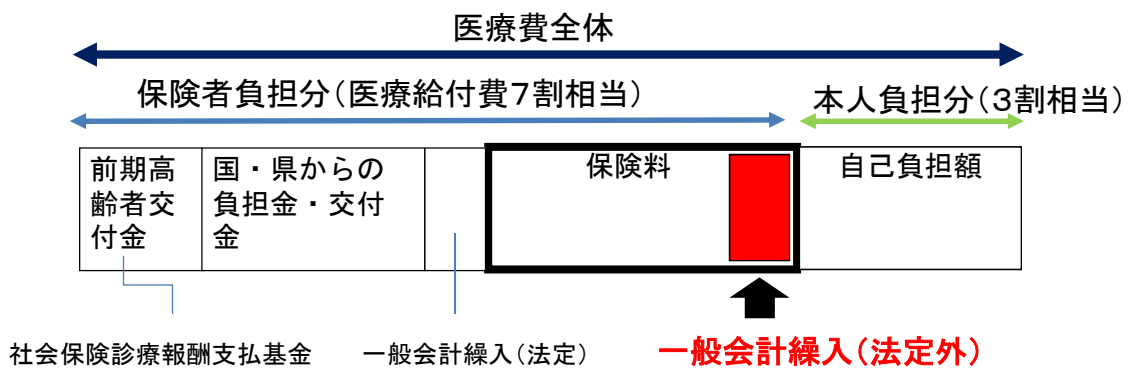 医療費全体
保険者負担分(医療給付費7割相当)
本人負担分(3割相当)
前期高
齢者交
付金
国・県からの
負担金・交付
金
保険料
自己負担額
社会保険診療報酬支払基金
一般会計繰入(法定)
一般会計繰入(法定外)